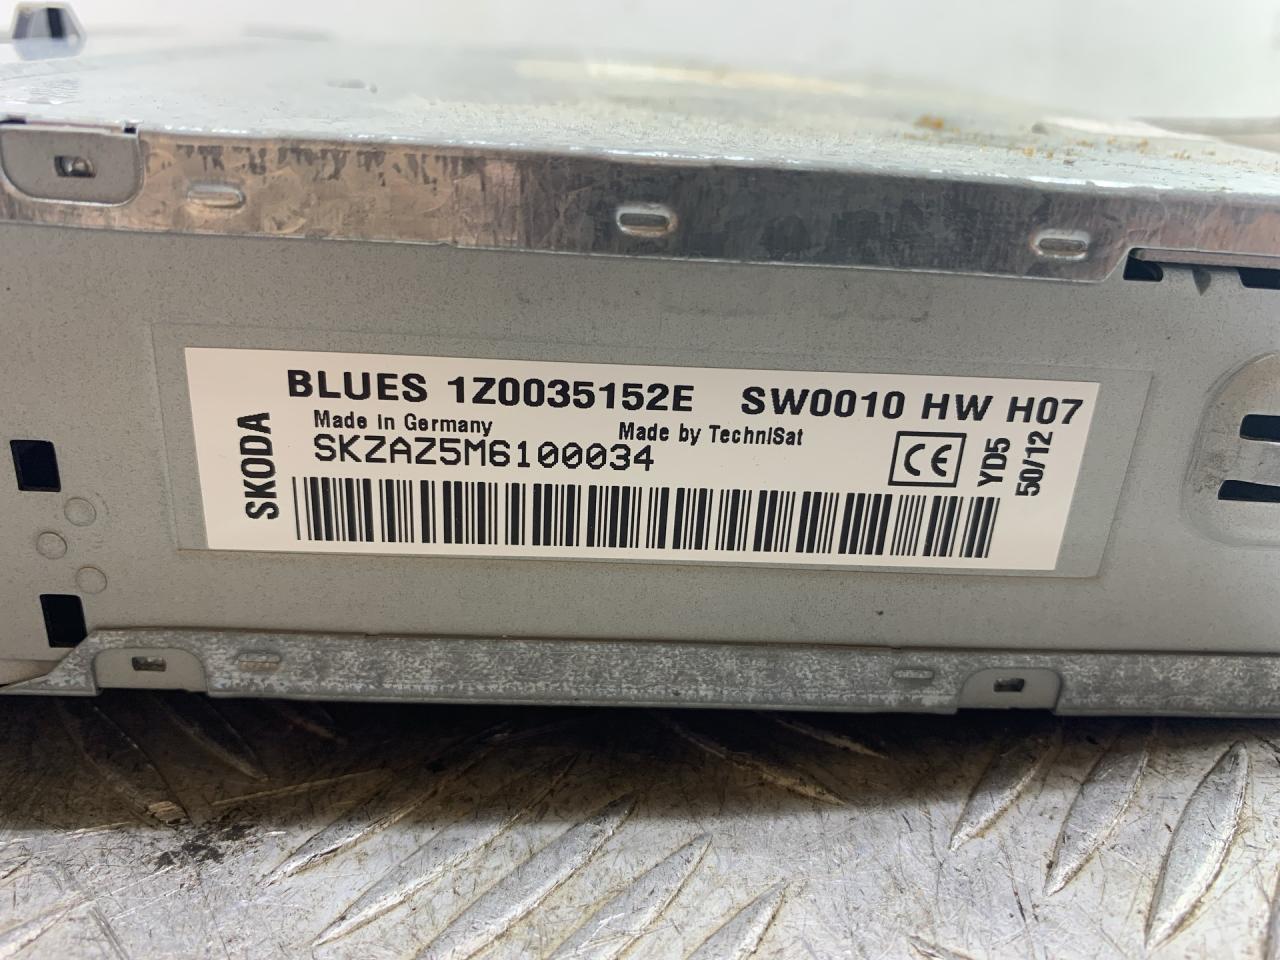 BLUES 1Z0035152E SW0010 HW H07
Made in Germany Made by TechniSat
SKZAZ5M6100034
SKODA
CE
YD5
50/12